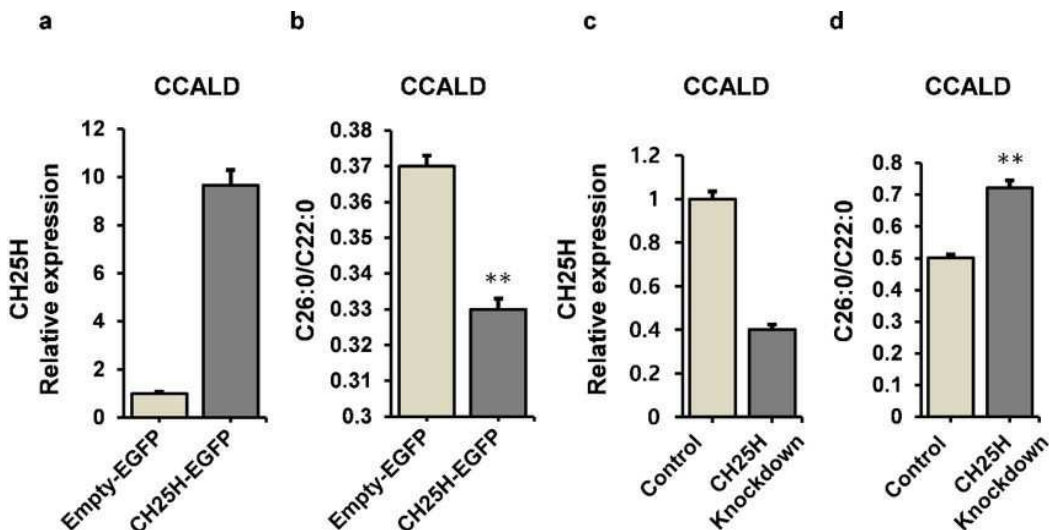 a
CCALD
CH25H
Relative expression
12
10
8
6
4
2
0
Empty-EGFP
CH25H-EGFP
b
CCALD
C26:0/C22:0
0.38
0.37
0.36
0.35
0.34
0.33
0.32
0.31
0.3
**
Empty-EGFP
CH25H-EGFP
c
CCALD
CH25H
Relative expression
1.2
1
0.8
0.6
0.4
0.2
0
Control
CH25H
Knockdown
d
CCALD
C26:0/C22:0
0.8
0.7
0.6
0.5
0.4
0.3
0.2
0.1
0
**
Control
CH25H
Knockdown